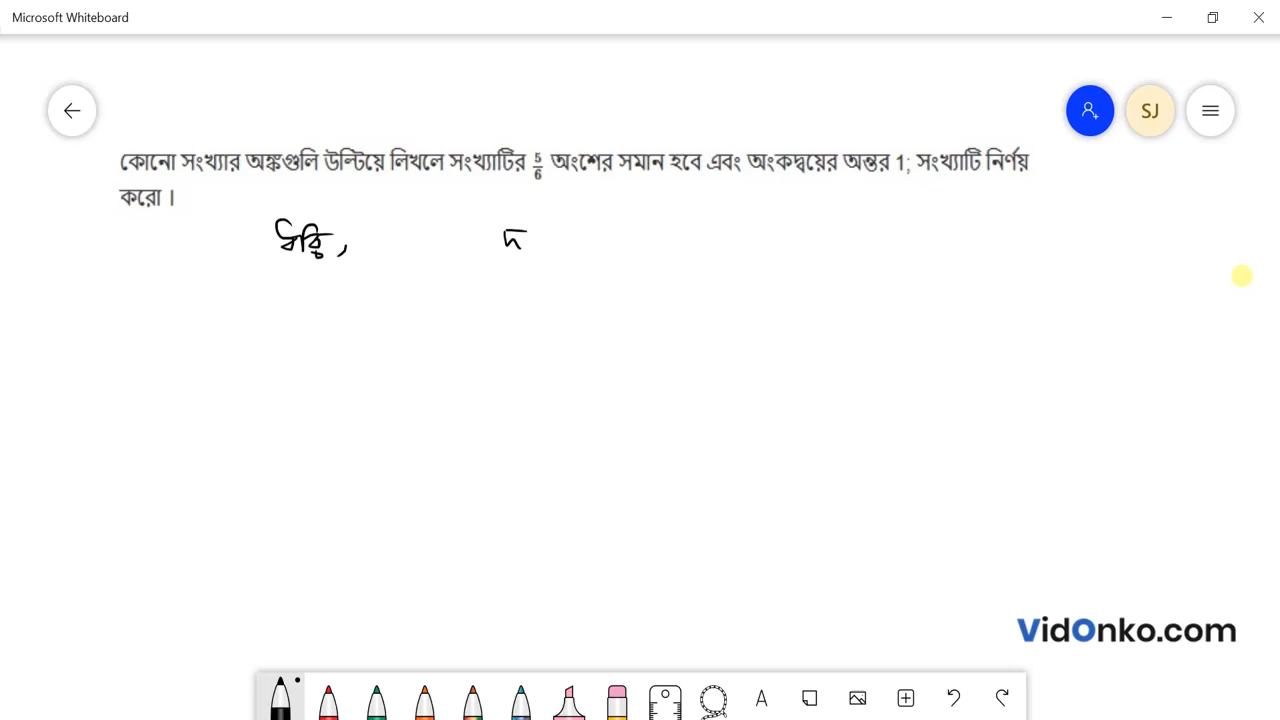 Microsoft Whiteboard
SJ
কোনো সংখ্যার অঙ্কগুলি উল্টিয়ে লিখলে সংখ্যাটির 5/6 অংশের সমান হবে এবং অংকদ্বয়ের অন্তর 1; সংখ্যাটি নির্ণয়
করো ।
ধরি, দ
VidOnko.com
A